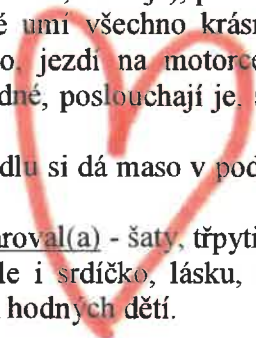 é umí všechno krásn
o, jezdí na motorce
dné, poslouchají je,
dlu si dá maso v pod
aroval(a) - šaty, třpyti
le i srdíčko, lásku,
hodných dětí.